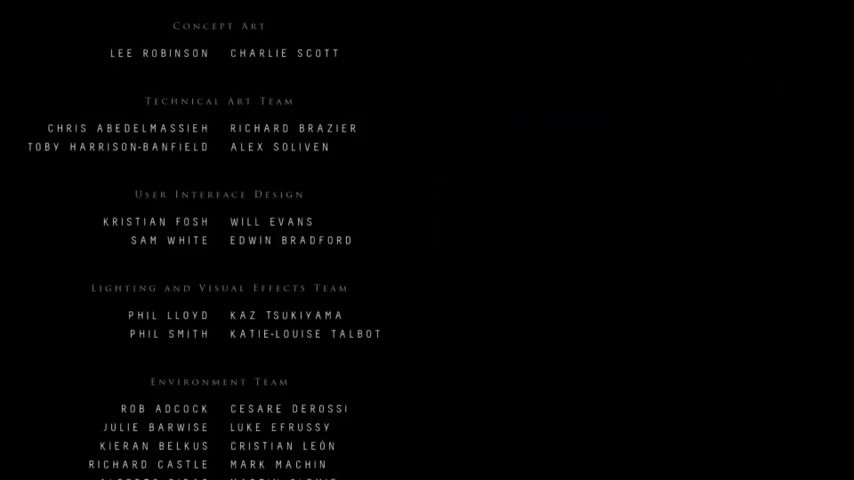 Concept Art
LEE ROBINSON CHARLIE SCOTT
Technical Art Team
CHRIS ABEDELMASSIEH RICHARD BRAZIER
TOBY HARRISON-BANFIELD ALEX SOLIVEN
User Interface Design
KRISTIAN FOSH WILL EVANS
SAM WHITE EDWIN BRADFORD
Lighting and Visual Effects Team
PHIL LLOYD KAZ TSUKIYAMA
PHIL SMITH KATIE-LOUISE TALBOT
Environment Team
ROB ADCOCK CESARE DEROSSI
JULIE BARWISE LUKE EFRUSSY
KIERAN BELKUS CRISTIAN LEÓN
RICHARD CASTLE MARK MACHIN